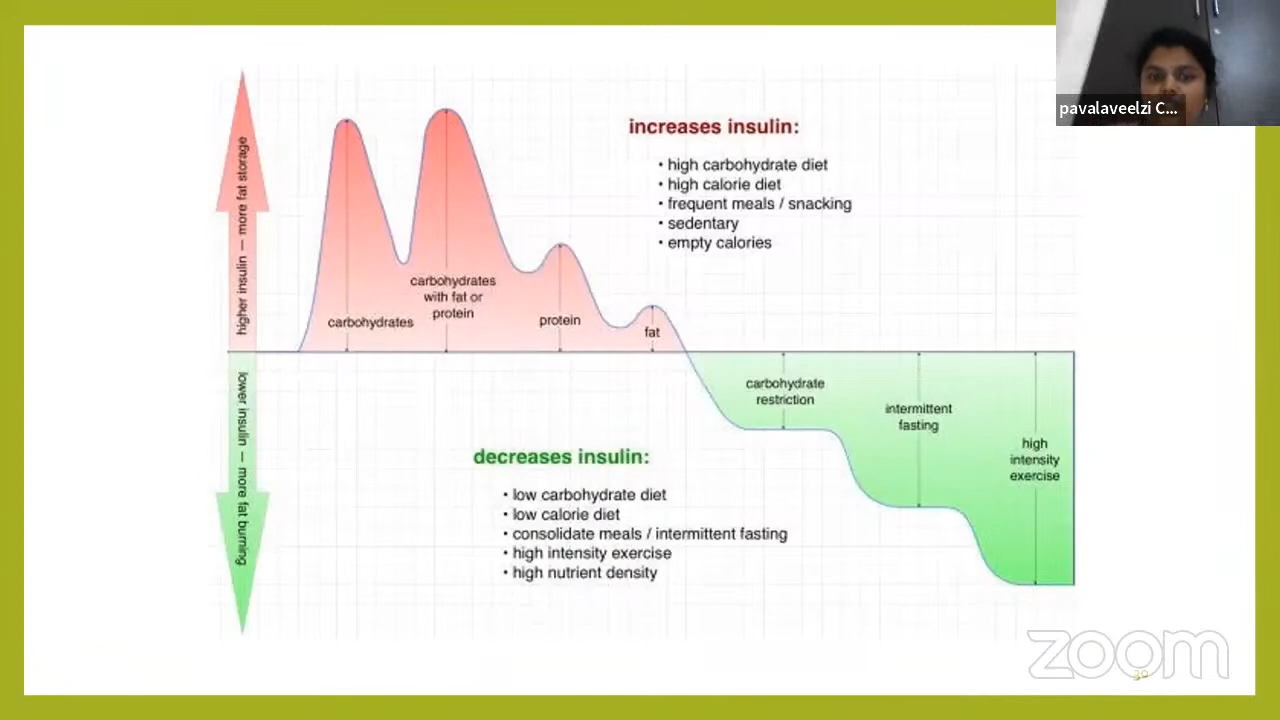 pavalaveelzi C...
higher insulin — more fat storage
increases insulin:
• high carbohydrate diet
• high calorie diet
• frequent meals / snacking
• sedentary
• empty calories
carbohydrates
carbohydrates
with fat or
protein
protein
fat
carbohydrate
restriction
intermittent
fasting
high
intensity
exercise
lower insulin — more fat burning
decreases insulin:
• low carbohydrate diet
• low calorie diet
• consolidate meals / intermittent fasting
• high intensity exercise
• high nutrient density
zoom